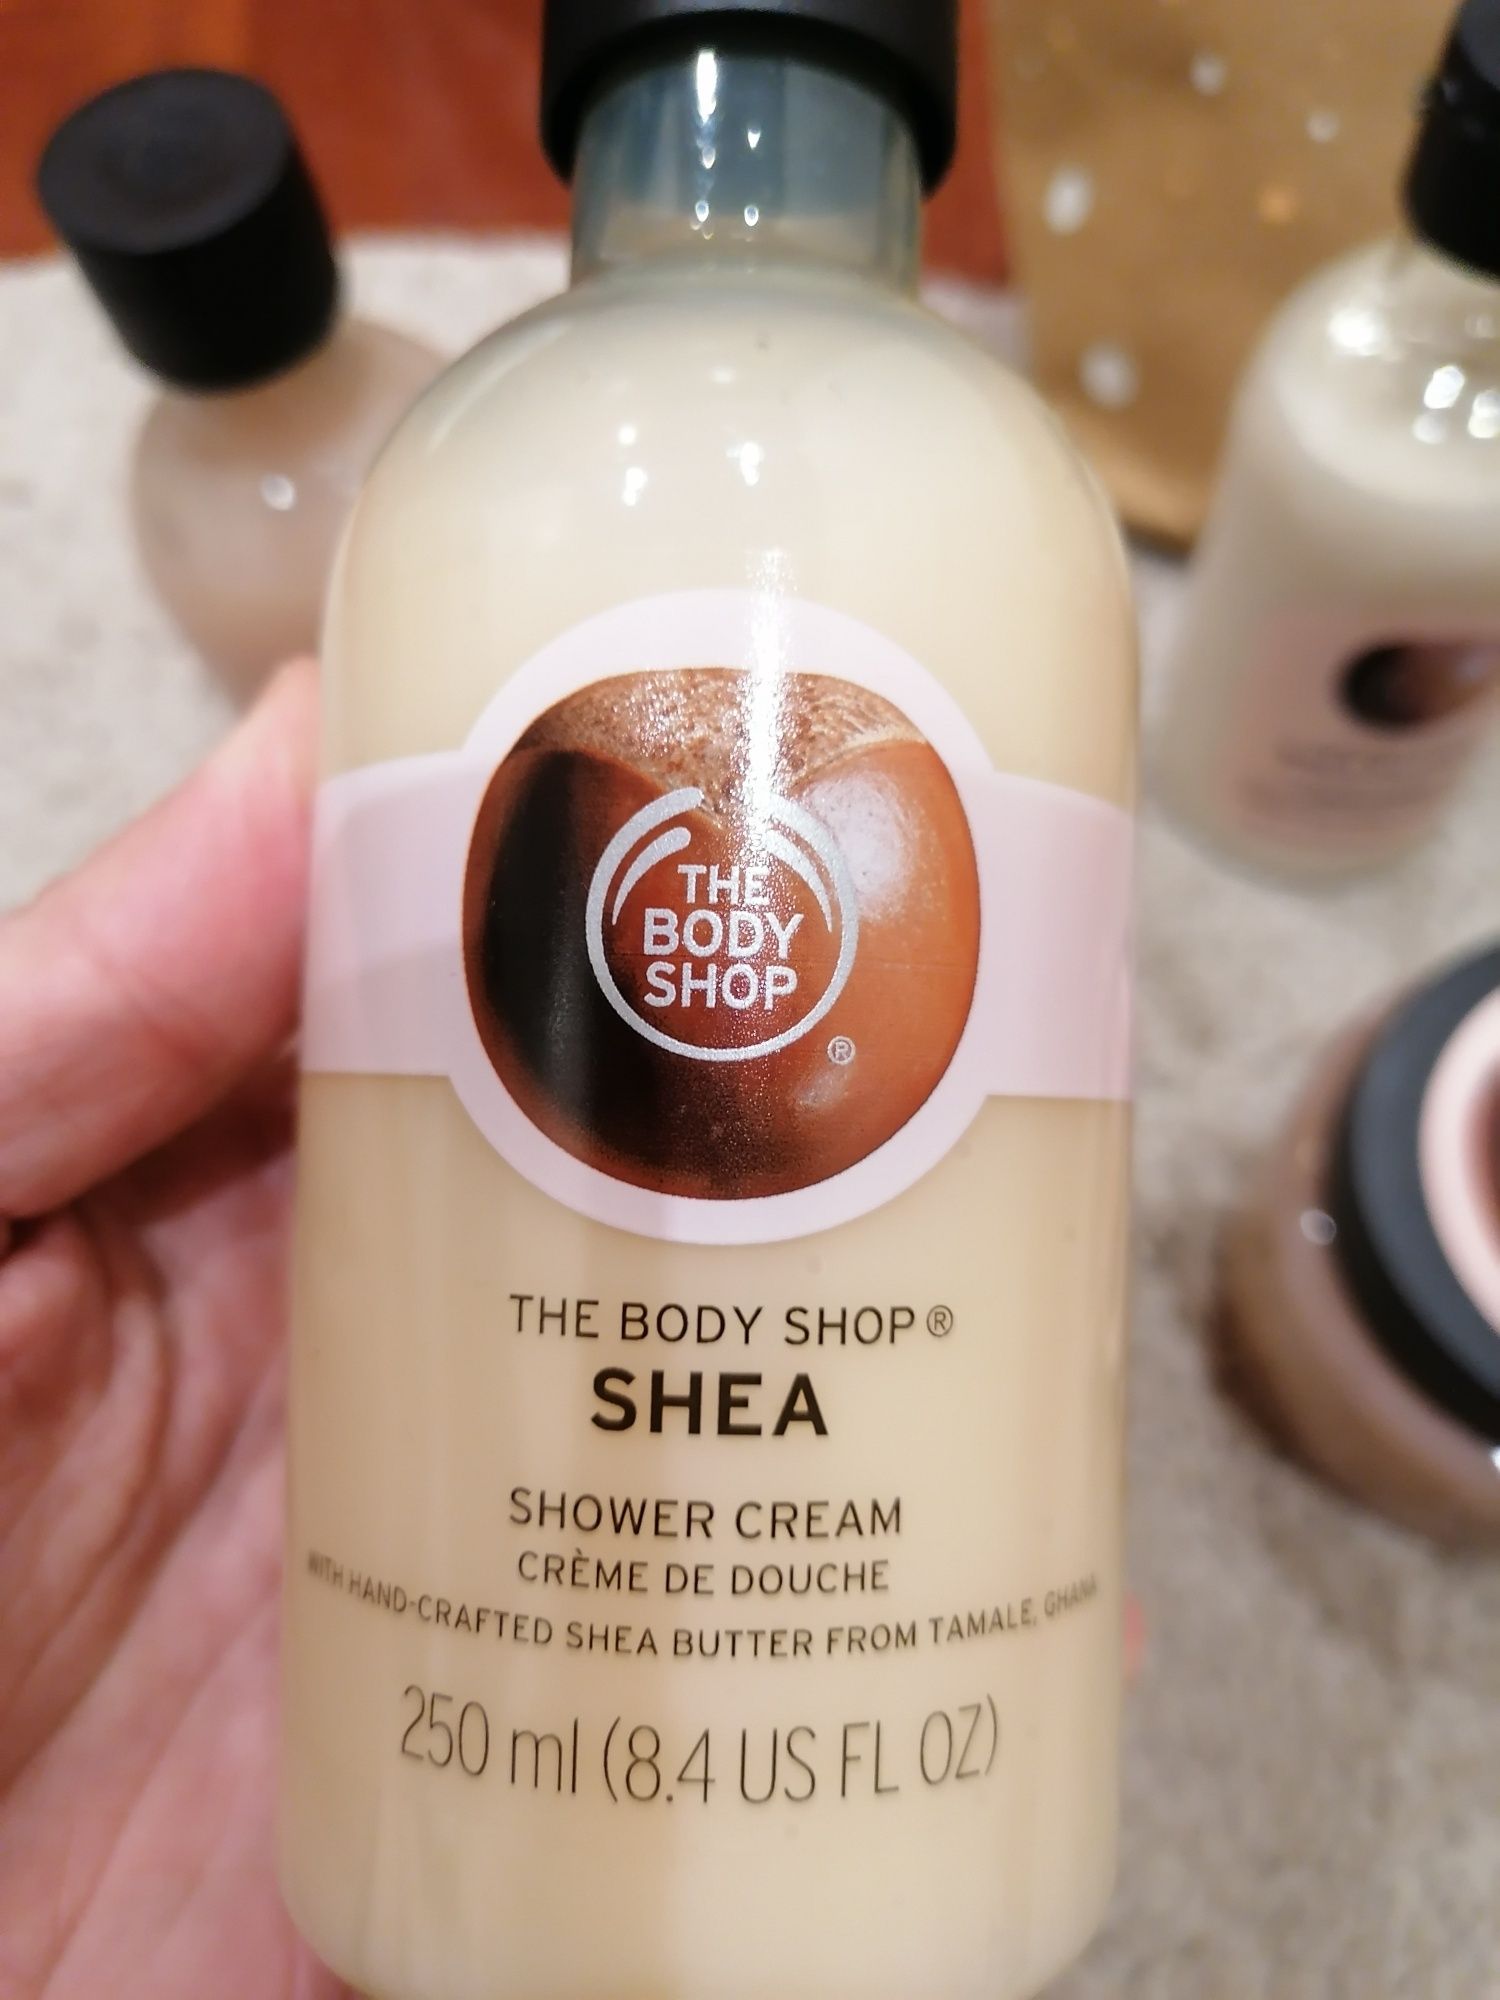 THE
BODY
SHOP
®
THE BODY SHOP®
SHEA
SHOWER CREAM
CRÈME DE DOUCHE
WITH HAND-CRAFTED SHEA BUTTER FROM TAMALE, GHANA
250 ml (8.4 US FL OZ)